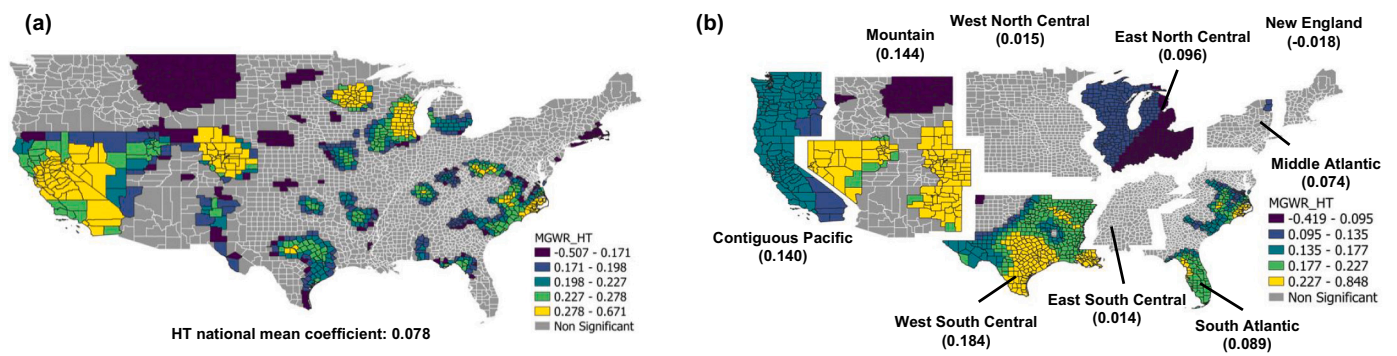 (a)
MGWR_HT
-0.507 - 0.171
0.171 - 0.198
0.198 - 0.227
0.227 - 0.278
0.278 - 0.671
Non Significant
HT national mean coefficient: 0.078
(b)
Mountain
(0.144)
West North Central
(0.015)
East North Central
(0.096)
New England
(-0.018)
Middle Atlantic
(0.074)
Contiguous Pacific
(0.140)
West South Central
(0.184)
East South Central
(0.014)
South Atlantic
(0.089)
MGWR_HT
-0.419 - 0.095
0.095 - 0.135
0.135 - 0.177
0.177 - 0.227
0.227 - 0.848
Non Significant